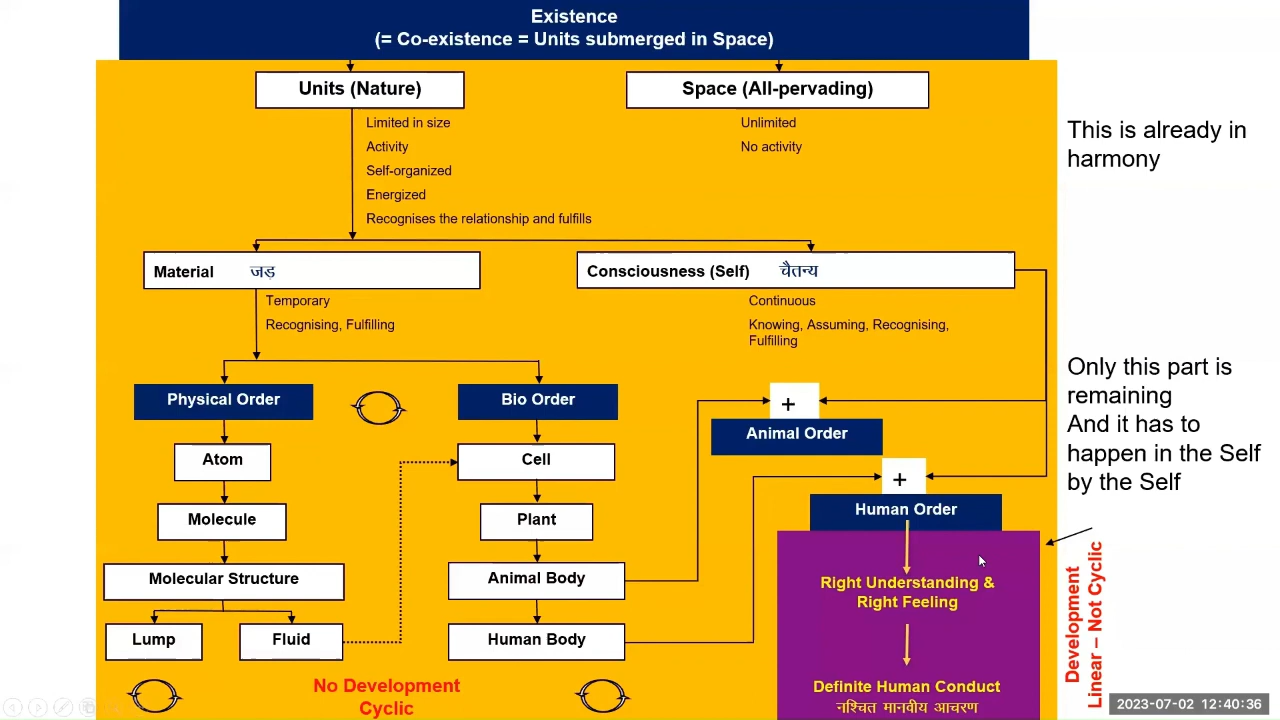 Existence
(= Co-existence = Units submerged in Space)
Units (Nature)
Space (All-pervading)
Limited in size
Activity
Self-organized
Energized
Recognises the relationship and fulfills
Unlimited
No activity
This is already in
harmony
Material जड़
Consciousness (Self) चैतन्य
Temporary
Recognising, Fulfilling
Continuous
Knowing, Assuming, Recognising,
Fulfilling
Physical Order
Bio Order
+
Animal Order
Only this part is
remaining
And it has to
happen in the Self
by the Self
Atom
Cell
+
Human Order
Molecule
Plant
Molecular Structure
Animal Body
Right Understanding &
Right Feeling
Lump
Fluid
Human Body
No Development
Cyclic
Definite Human Conduct
नश्चित मानवीय आचरण
Development
Linear – Not Cyclic
2023-07-02 12:40:36